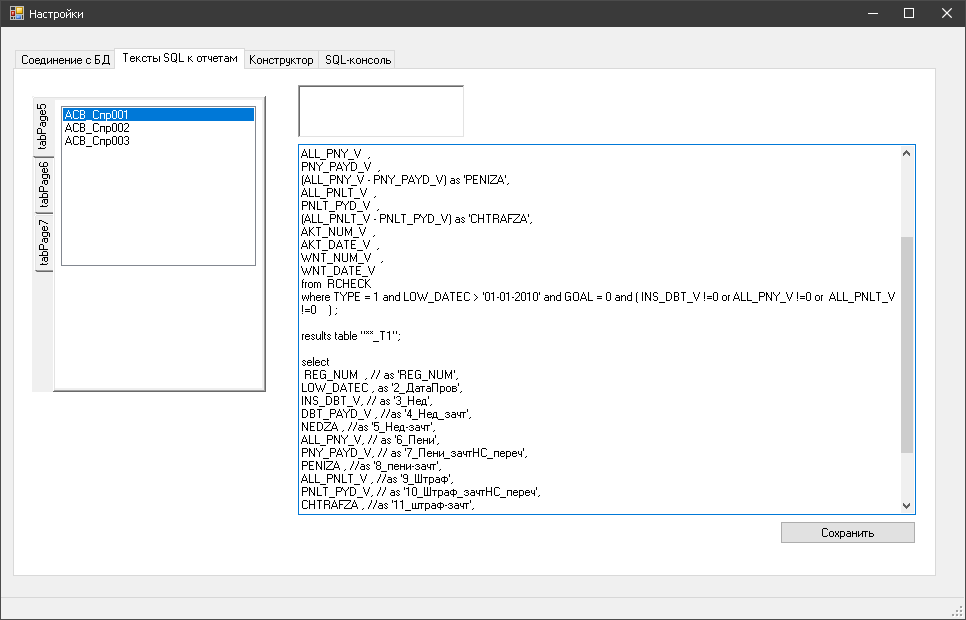 Настройки
Соединение с БД
Тексты SQL к отчетам
Конструктор
SQL-консоль
tabPage5
tabPage6
tabPage7
АСВ_Спр001
АСВ_Спр002
АСВ_Спр003
ALL_PNY_V  ,
PNY_PAYD_V  ,
(ALL_PNY_V - PNY_PAYD_V) as 'PENIZA',
ALL_PNLT_V  ,
PNLT_PYD_V  ,
(ALL_PNLT_V - PNLT_PYD_V) as 'CHTRAFZA',
AKT_NUM_V  ,
AKT_DATE_V  ,
WNT_NUM_V  ,
WNT_DATE_V
from  RCHECK
where TYPE = 1 and LOW_DATEC > '01-01-2010' and GOAL = 0 and ( INS_DBT_V !=0 or ALL_PNY_V !=0 or  ALL_PNLT_V
!=0    ) ;
results table "**_T1";
select
REG_NUM  , // as 'REG_NUM',
LOW_DATEC , as '2_ДатаПров',
INS_DBT_V, // as '3_Нед',
DBT_PAYD_V , //as '4_Нед_зачт',
NEDZA , //as '5_Нед-зачт',
ALL_PNY_V, // as '6_Пени',
PNY_PAYD_V, // as '7_Пени_зачтНС_переч',
PENIZA , //as '8_пени-зачт',
ALL_PNLT_V , //as '9_Штраф',
PNLT_PYD_V, // as '10_Штраф_зачтНС_переч',
CHTRAFZA , //as '11_штраф-зачт',
Сохранить